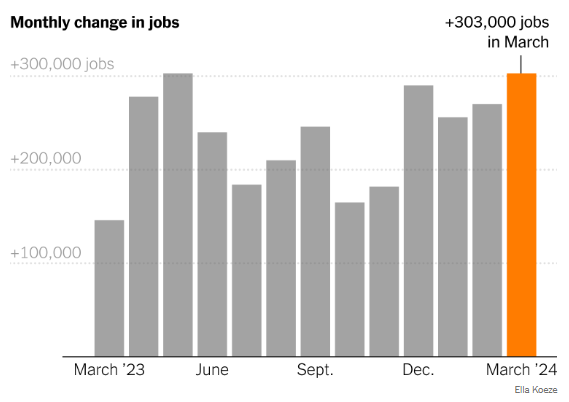 Monthly change in jobs
+303,000 jobs
in March
+300,000 jobs
+200,000
+100,000
March ’23 June Sept. Dec. March ’24
Ella Koeze